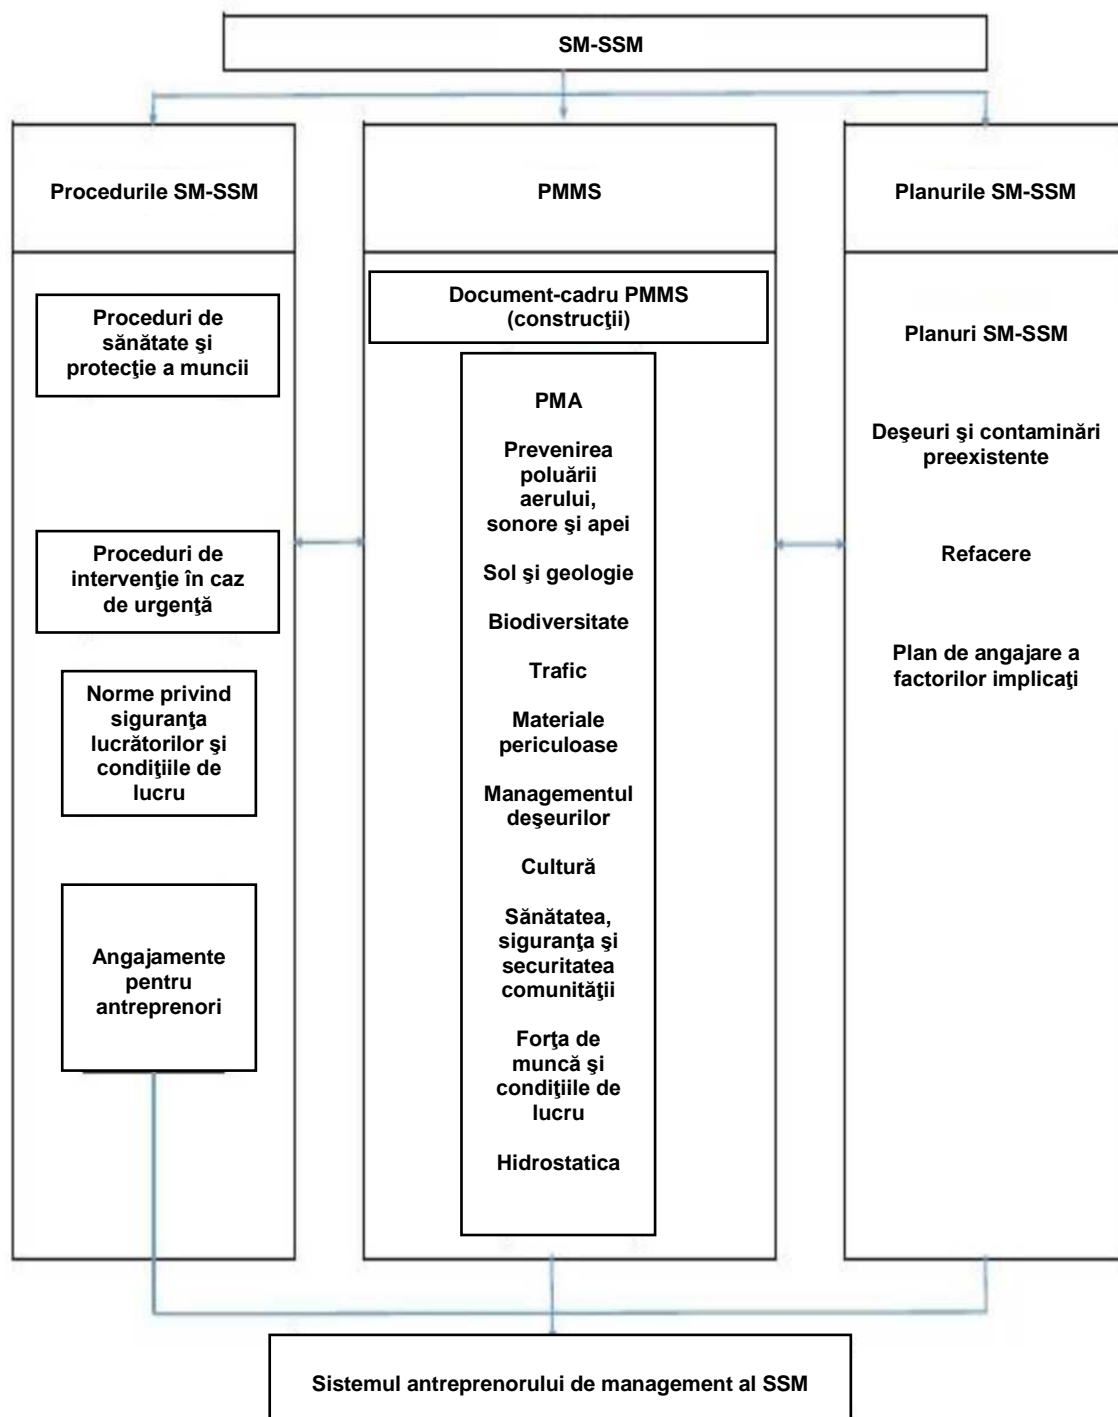 SM-SSM
Procedurile SM-SSM
PMMS
Planurile SM-SSM
Proceduri de
sănătate şi
protecţie a muncii
Proceduri de
intervenţie în caz
de urgenţă
Norme privind
siguranţa
lucrătorilor şi
condiţiile de
lucru
Angajamente
pentru
antreprenori
Document-cadru PMMS
(construcţii)
PMA
Prevenirea
poluării
aerului,
sonore şi apei
Sol şi geologie
Biodiversitate
Trafic
Materiale
periculoase
Managementul
deşeurilor
Cultură
Sănătatea,
siguranţa şi
securitatea
comunităţii
Forţa de
muncă şi
condiţiile de
lucru
Hidrostatica
Planuri SM-SSM
Deşeuri şi contaminări
preexistente
Refacere
Plan de angajare a
factorilor implicaţi
Sistemul antreprenorului de management al SSM